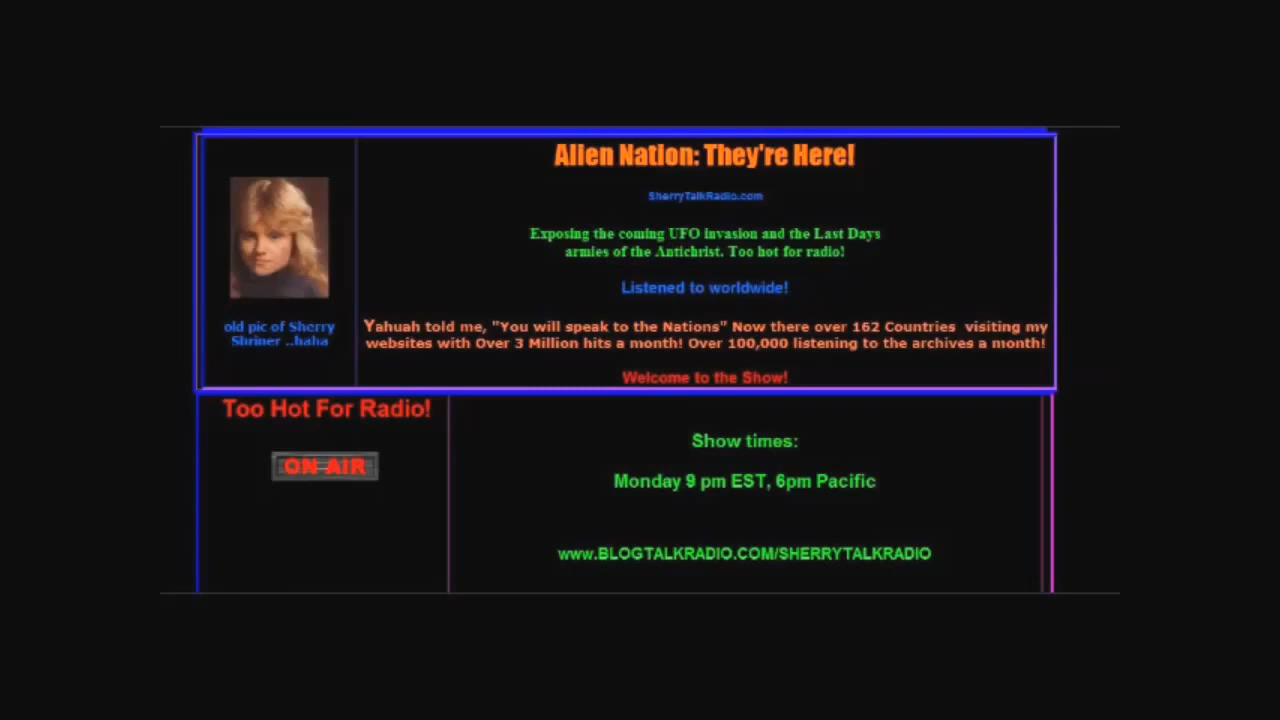 Alien Nation: They're Here!
SherryTalkRadio.com
Exposing the coming UFO invasion and the Last Days
armies of the Antichrist. Too hot for radio!
Listened to worldwide!
old pic of Sherry
Shriner ..haha
Yahuah told me, "You will speak to the Nations" Now there over 162 Countries visiting my
websites with Over 3 Million hits a month! Over 100,000 listening to the archives a month!
Welcome to the Show!
Too Hot For Radio!
ON AIR
Show times:
Monday 9 pm EST, 6pm Pacific
www.BLOGTALKRADIO.COM/SHERRYTALKRADIO